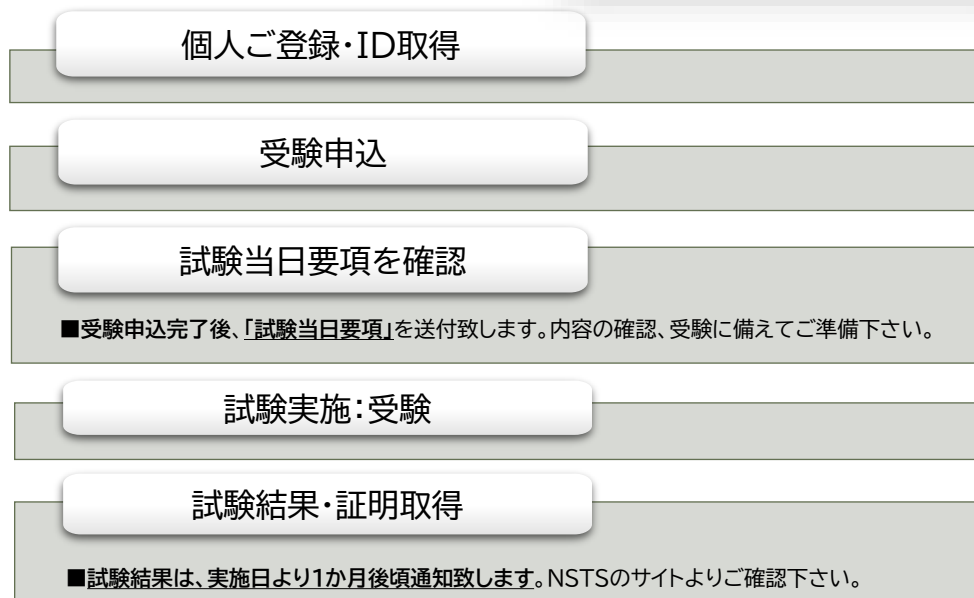 個人ご登録・ID取得
受験申込
試験当日要項を確認
■受験申込完了後、「試験当日要項」を送付致します。内容の確認、受験に備えてご準備下さい。
試験実施：受験
試験結果・証明取得
■試験結果は、実施日より1か月後頃通知致します。NSTSのサイトよりご確認下さい。